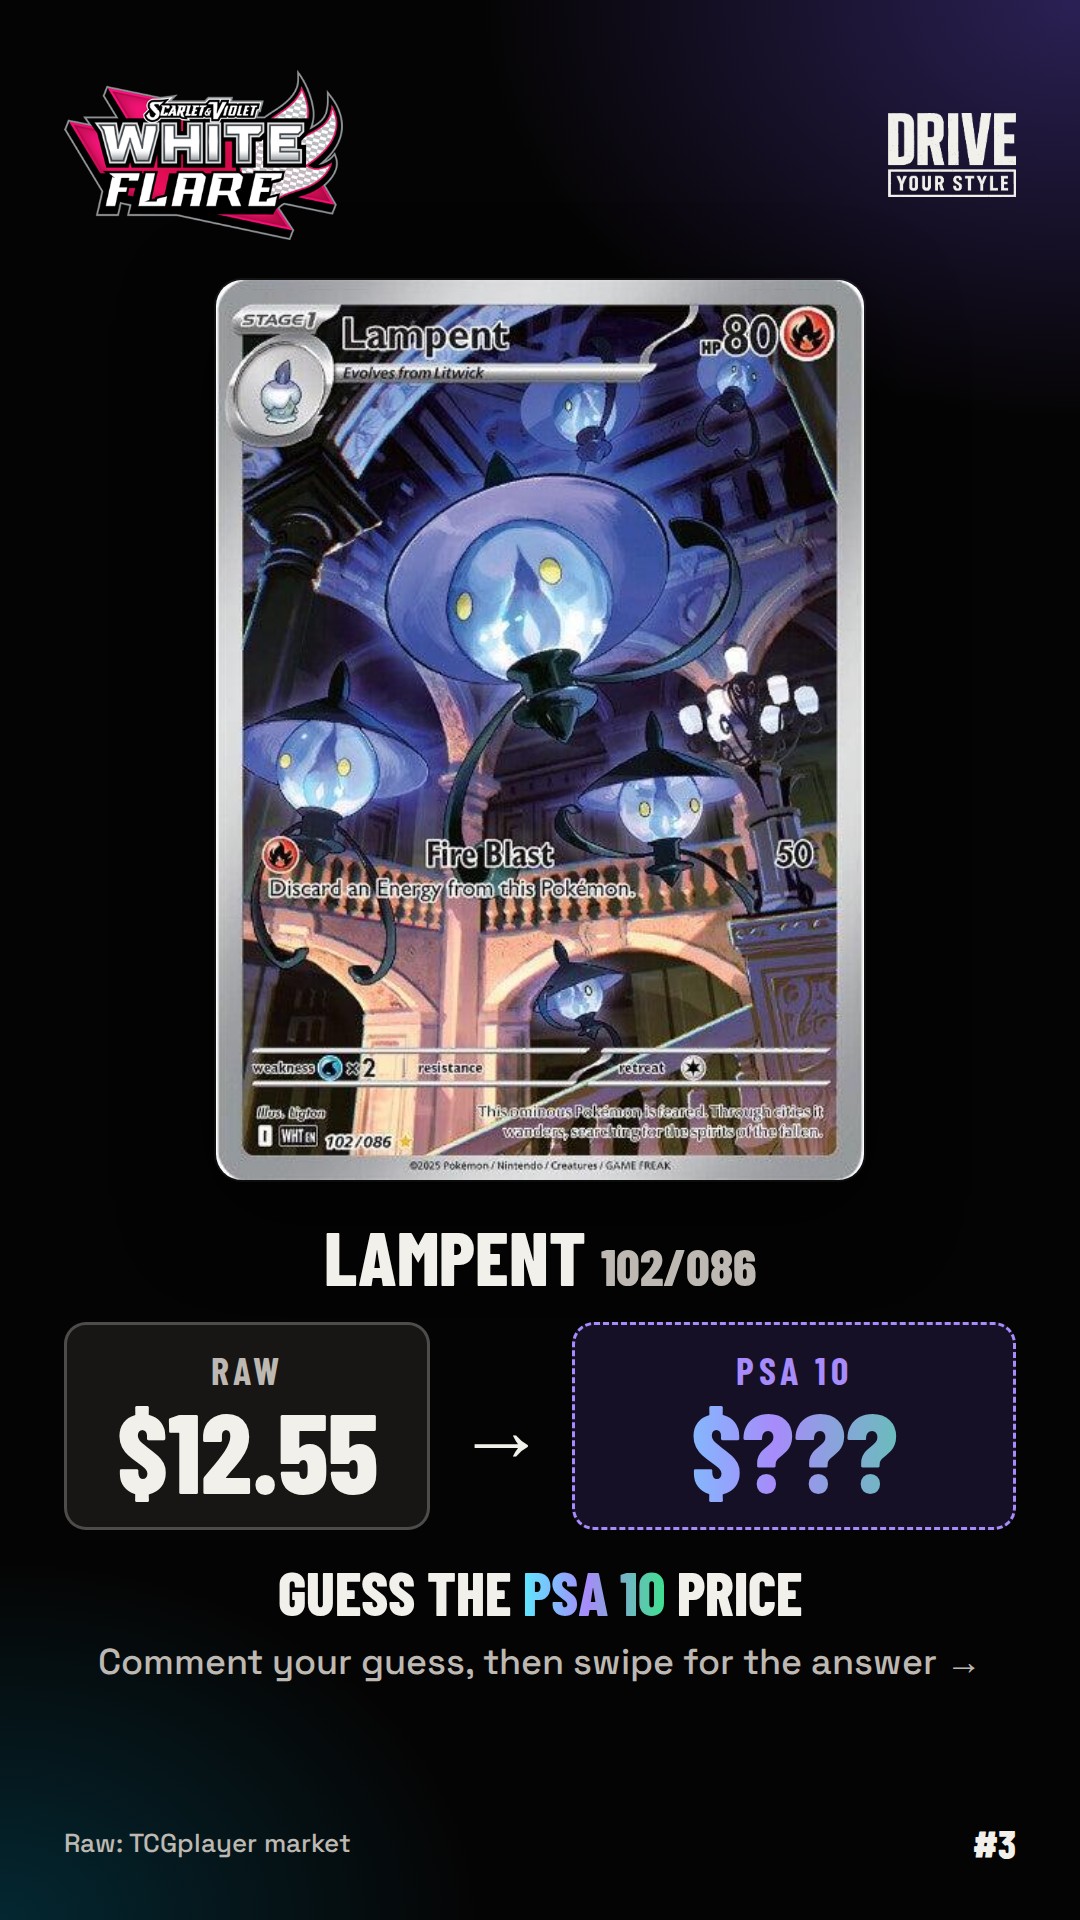 SCARLET & VIOLET
WHITE
FLARE
DRIVE
YOUR STYLE
STAGE 1
Lampent
HP 80
Evolves from Litwick
Fire Blast 50
Discard an Energy from this Pokémon.
weakness ×2 resistance retreat
Illus. Ligton
This ominous Pokémon is feared. Through cities it
wanders, searching for the spirits of the fallen.
I WHT EN 102/086
©2025 Pokémon / Nintendo / Creatures / GAME FREAK
LAMPENT 102/086
RAW
$12.55
→
PSA 10
$???
GUESS THE PSA 10 PRICE
Comment your guess, then swipe for the answer →
Raw: TCGplayer market
#3